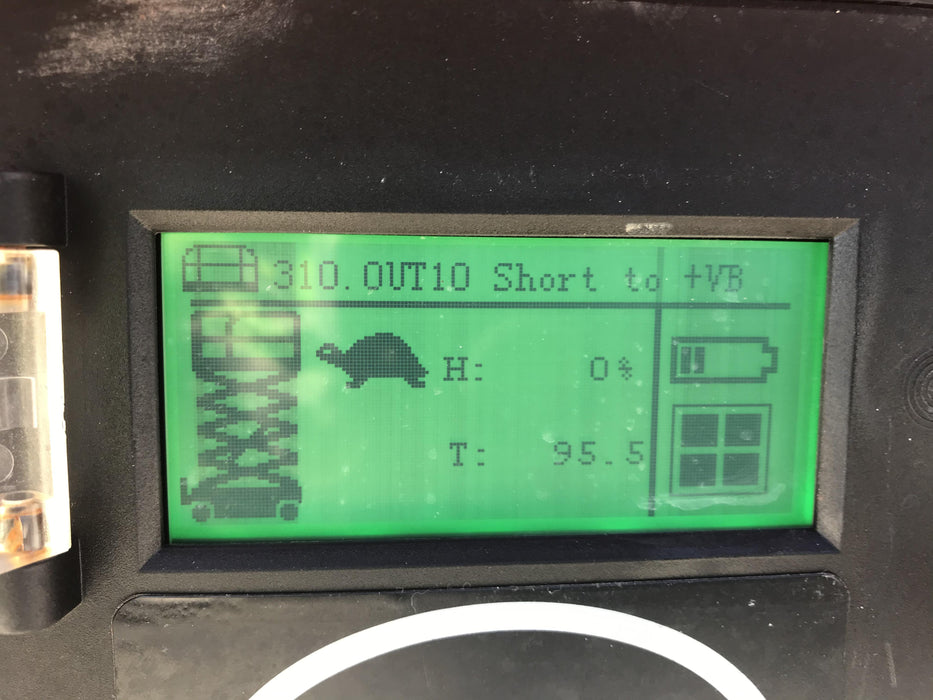 310.OUT10 Short to +VB
H: 0%
T: 95.5